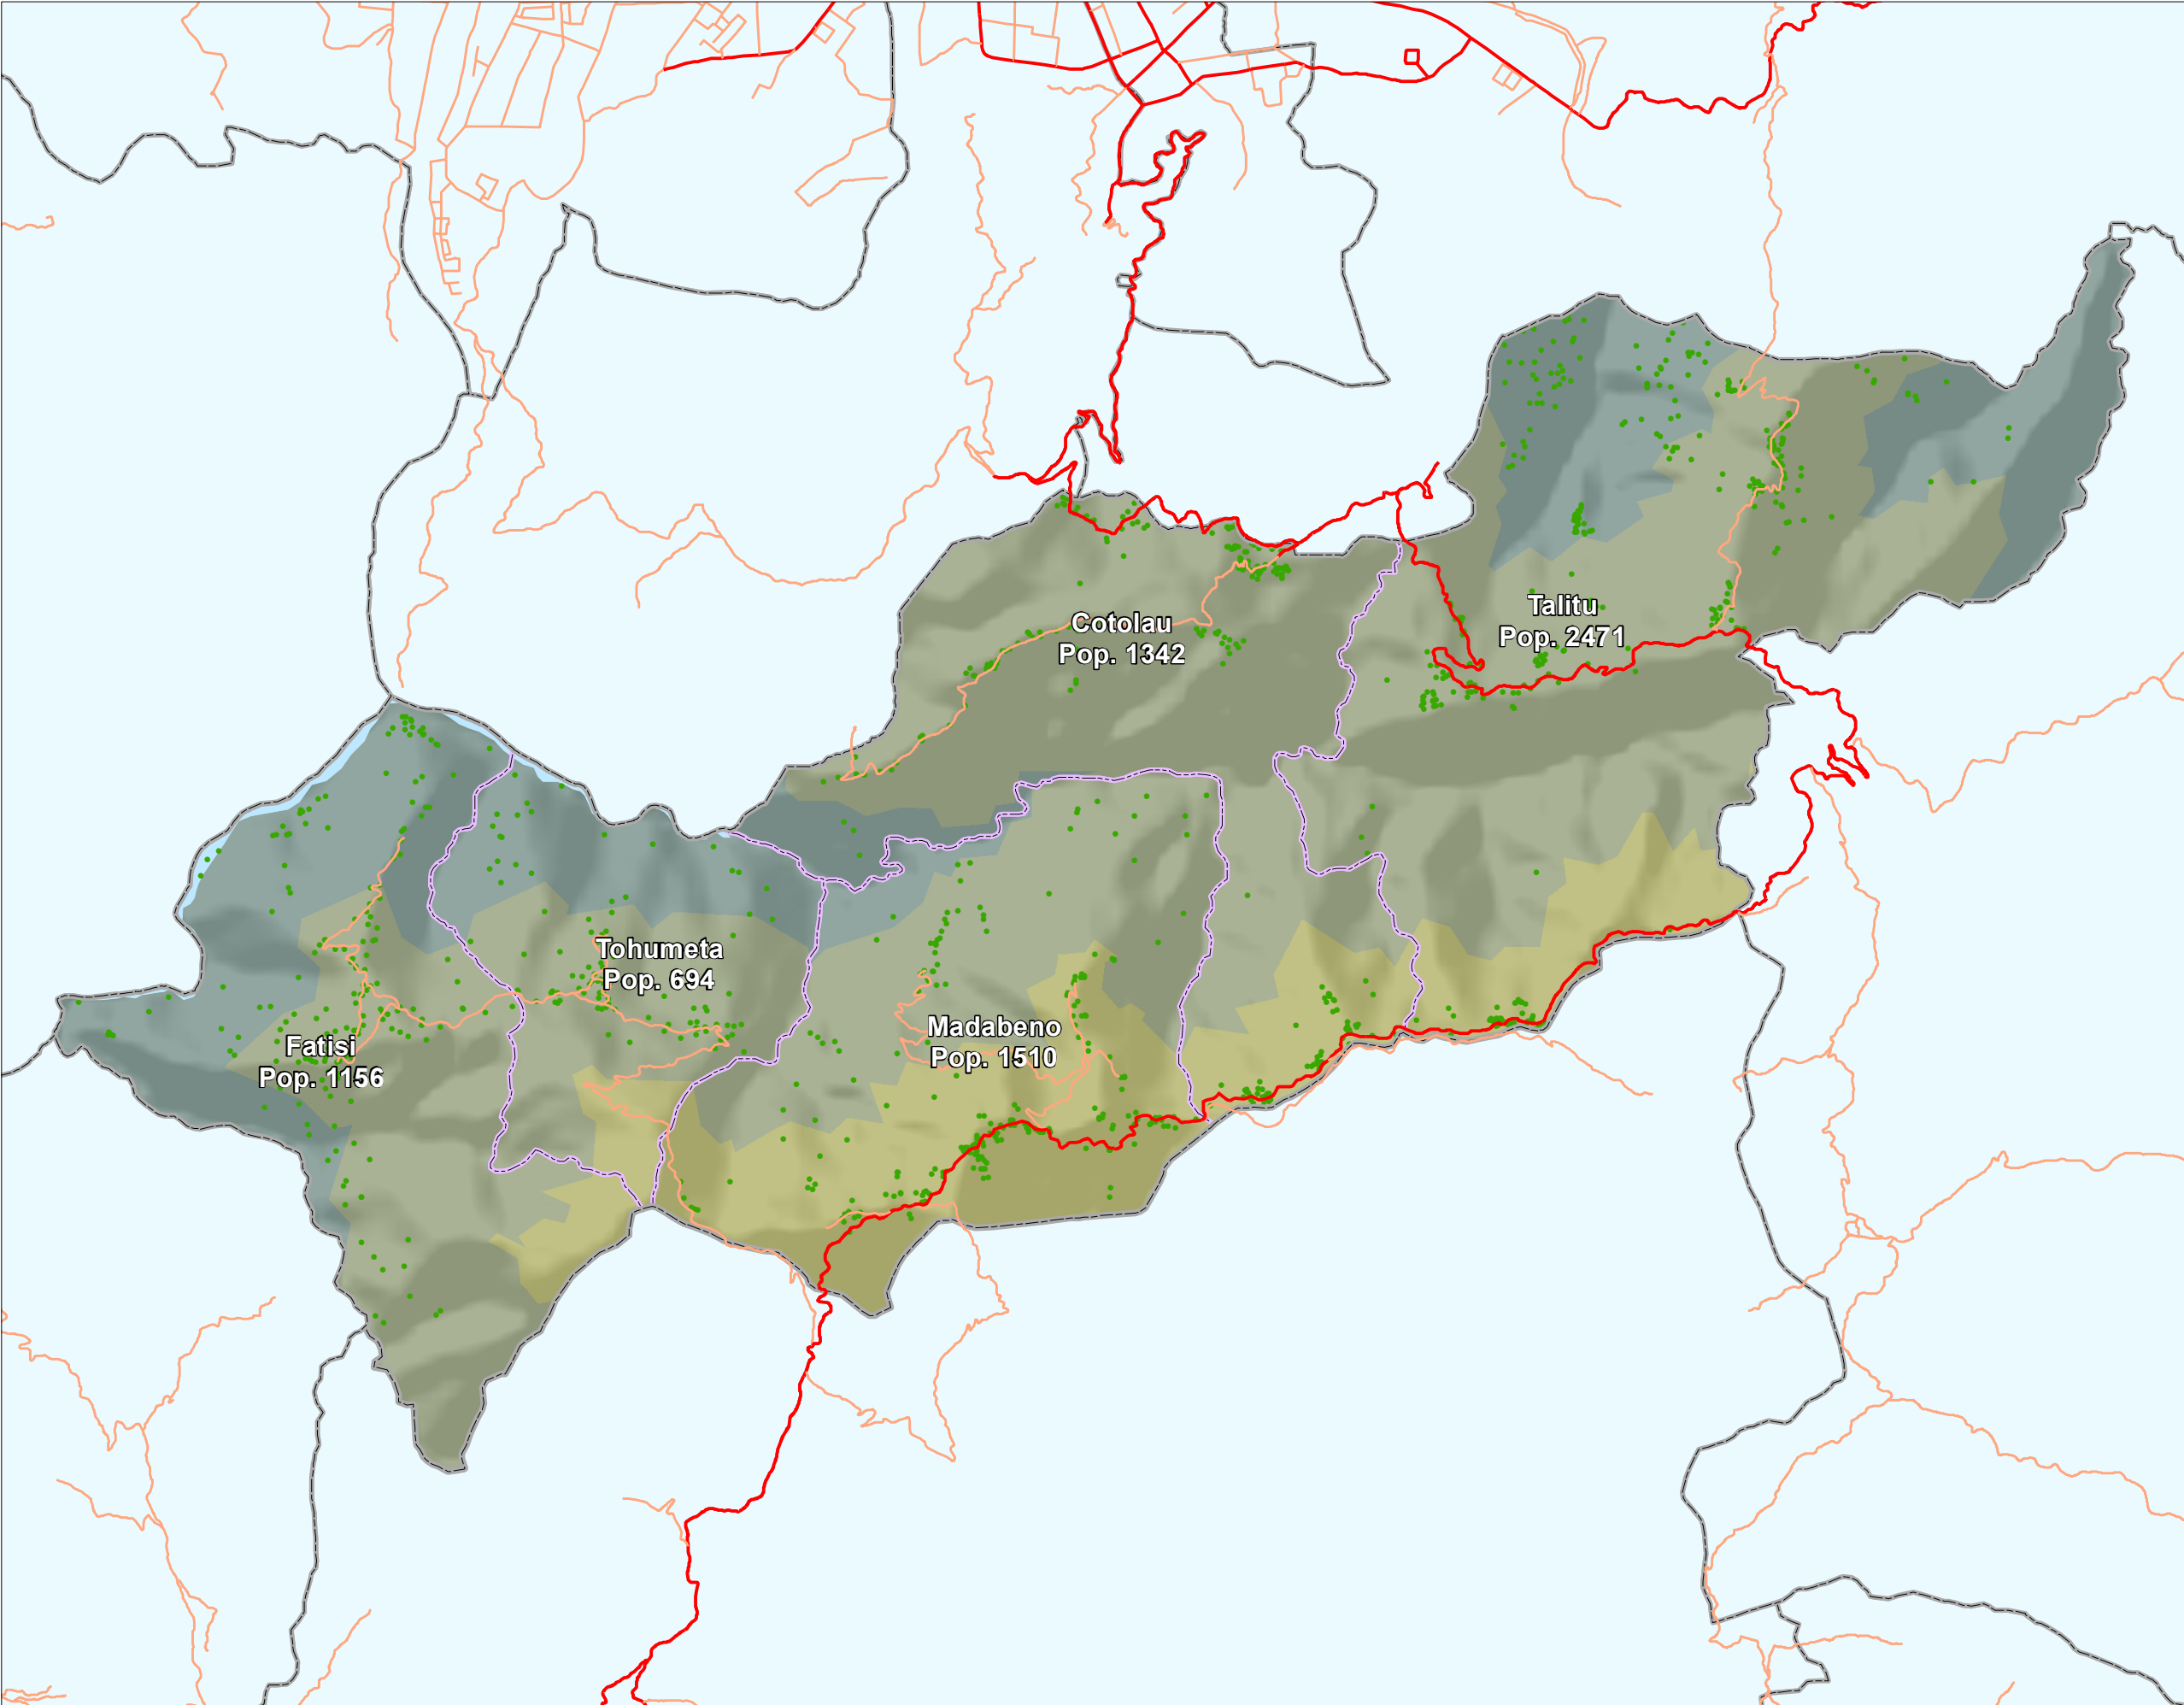 Talitu
Pop. 2471
Cotolau
Pop. 1342
Tohumeta
Pop. 694
Madabeno
Pop. 1510
Fatisi
Pop. 1156